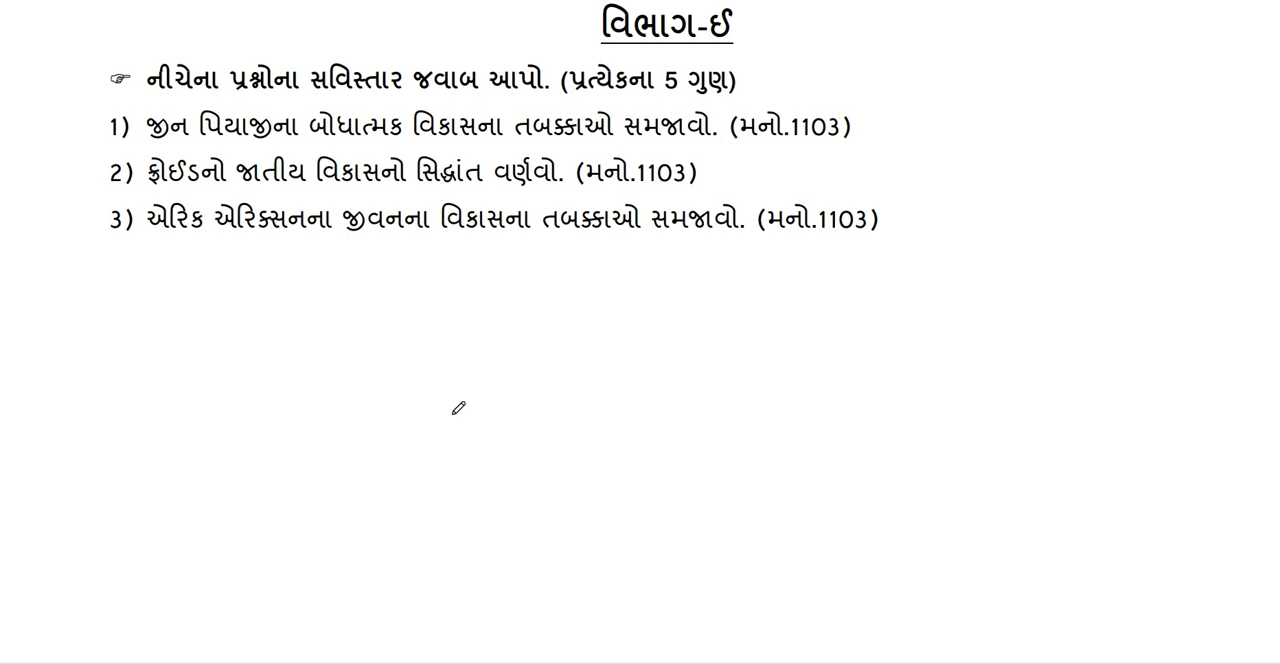 વિભાગ-ઈ
☞ નીચેના પ્રશ્નોના સવિસ્તાર જવાબ આપો. (પ્રત્યેકના 5 ગુણ)
1) જીન પિયાજીના બોધાત્મક વિકાસના તબક્કાઓ સમજાવો. (મનો.1103)
2) ફ્રોઈડનો જાતીય વિકાસનો સિદ્ધાંત વર્ણવો. (મનો.1103)
3) એરિક એરિક્સનના જીવનના વિકાસના તબક્કાઓ સમજાવો. (મનો.1103)